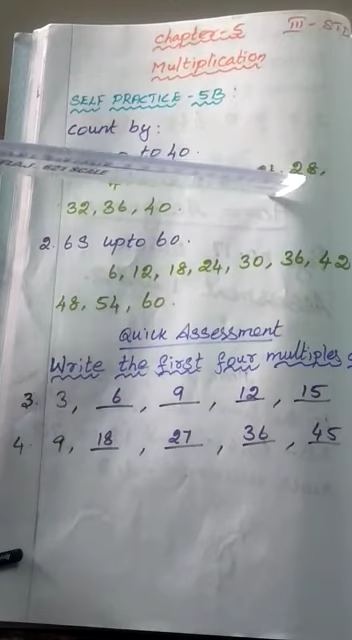 Chapter-5 III - STD
Multiplication
SELF PRACTICE - 5B:
Count by:
to 40.
28,
32, 36, 40.
2. 6s upto 60.
6, 12, 18, 24, 30, 36, 42
48, 54, 60.
Quick Assessment
Write the first four multiples
3. 3, 6, 9, 12, 15
4. 9, 18, 27, 36, 45